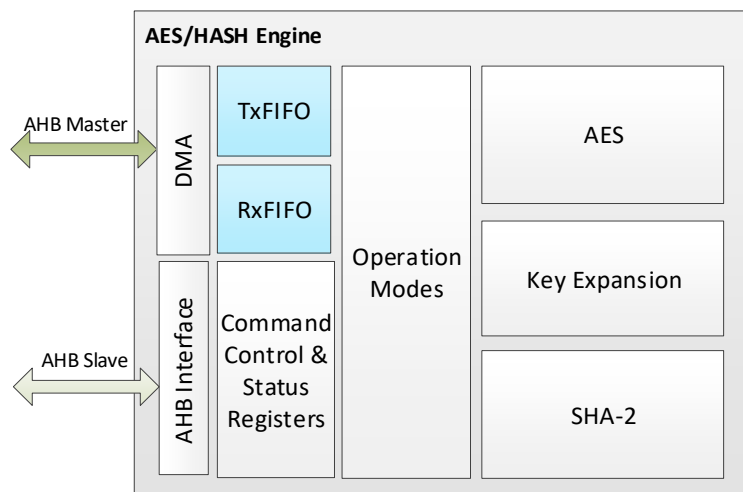 AES/HASH Engine
AHB Master
DMA
TxFIFO
RxFIFO
Operation
Modes
AES
Key Expansion
SHA-2
AHB Slave
AHB Interface
Command
Control &
Status
Registers